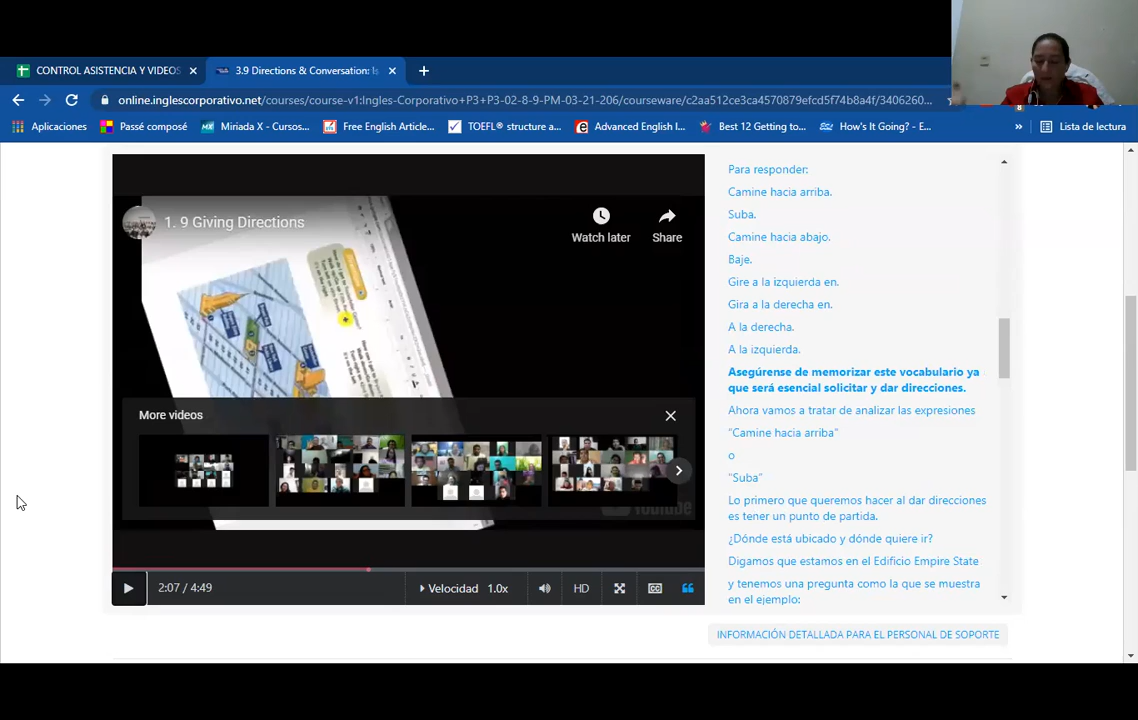 CONTROL ASISTENCIA Y VIDEOS
3.9 Directions & Conversation: Is
online.inglescorporativo.net/courses/course-v1:Ingles-Corporativo+P3+P3-02-8-9-PM-03-21-206/courseware/c2aa512ce3ca4570879efcd5f74b8a4f/3406260...
Aplicaciones
Passé composé
Miriada X - Cursos...
Free English Article...
TOEFL® structure a...
Advanced English l...
Best 12 Getting to...
How's It Going? - E...
»
Lista de lectura
1. 9 Giving Directions
Watch later
Share
More videos
YouTube
2:07 / 4:49
Velocidad 1.0x
HD
Para responder:
Camine hacia arriba.
Suba.
Camine hacia abajo.
Baje.
Gire a la izquierda en.
Gira a la derecha en.
A la derecha.
A la izquierda.
Asegúrense de memorizar este vocabulario ya
que será esencial solicitar y dar direcciones.
Ahora vamos a tratar de analizar las expresiones
"Camine hacia arriba"
o
"Suba"
Lo primero que queremos hacer al dar direcciones
es tener un punto de partida.
¿Dónde está ubicado y dónde quiere ir?
Digamos que estamos en el Edificio Empire State
y tenemos una pregunta como la que se muestra
en el ejemplo:
INFORMACIÓN DETALLADA PARA EL PERSONAL DE SOPORTE